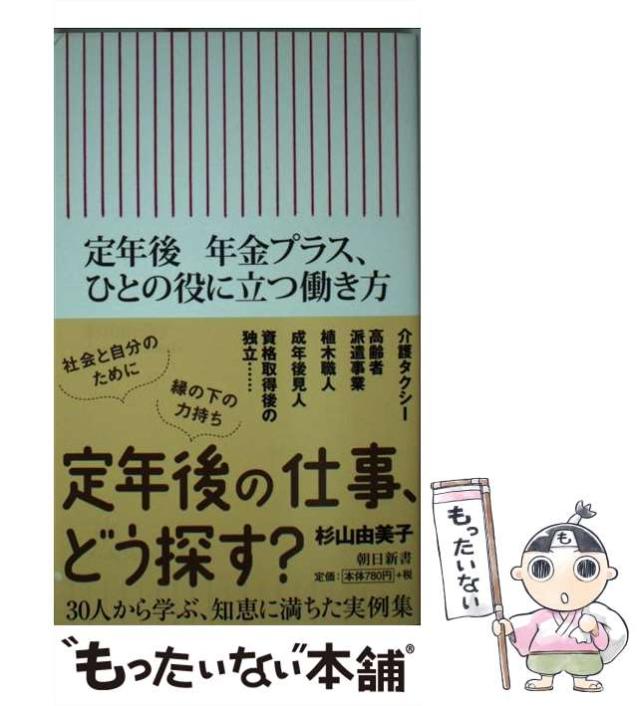 定年後 年金プラス、
ひとの役に立つ働き方
介護タクシー
高齢者
派遣事業
植木職人
成年後見人
資格取得後の
独立……
社会と自分の
ために
縁の下の
力持ち
定年後の仕事、
どう探す?
杉山由美子
朝日新書
定価:本体780円+税
30人から学ぶ、知恵に満ちた実例集
“もったいない”本舗®
もったいない
も